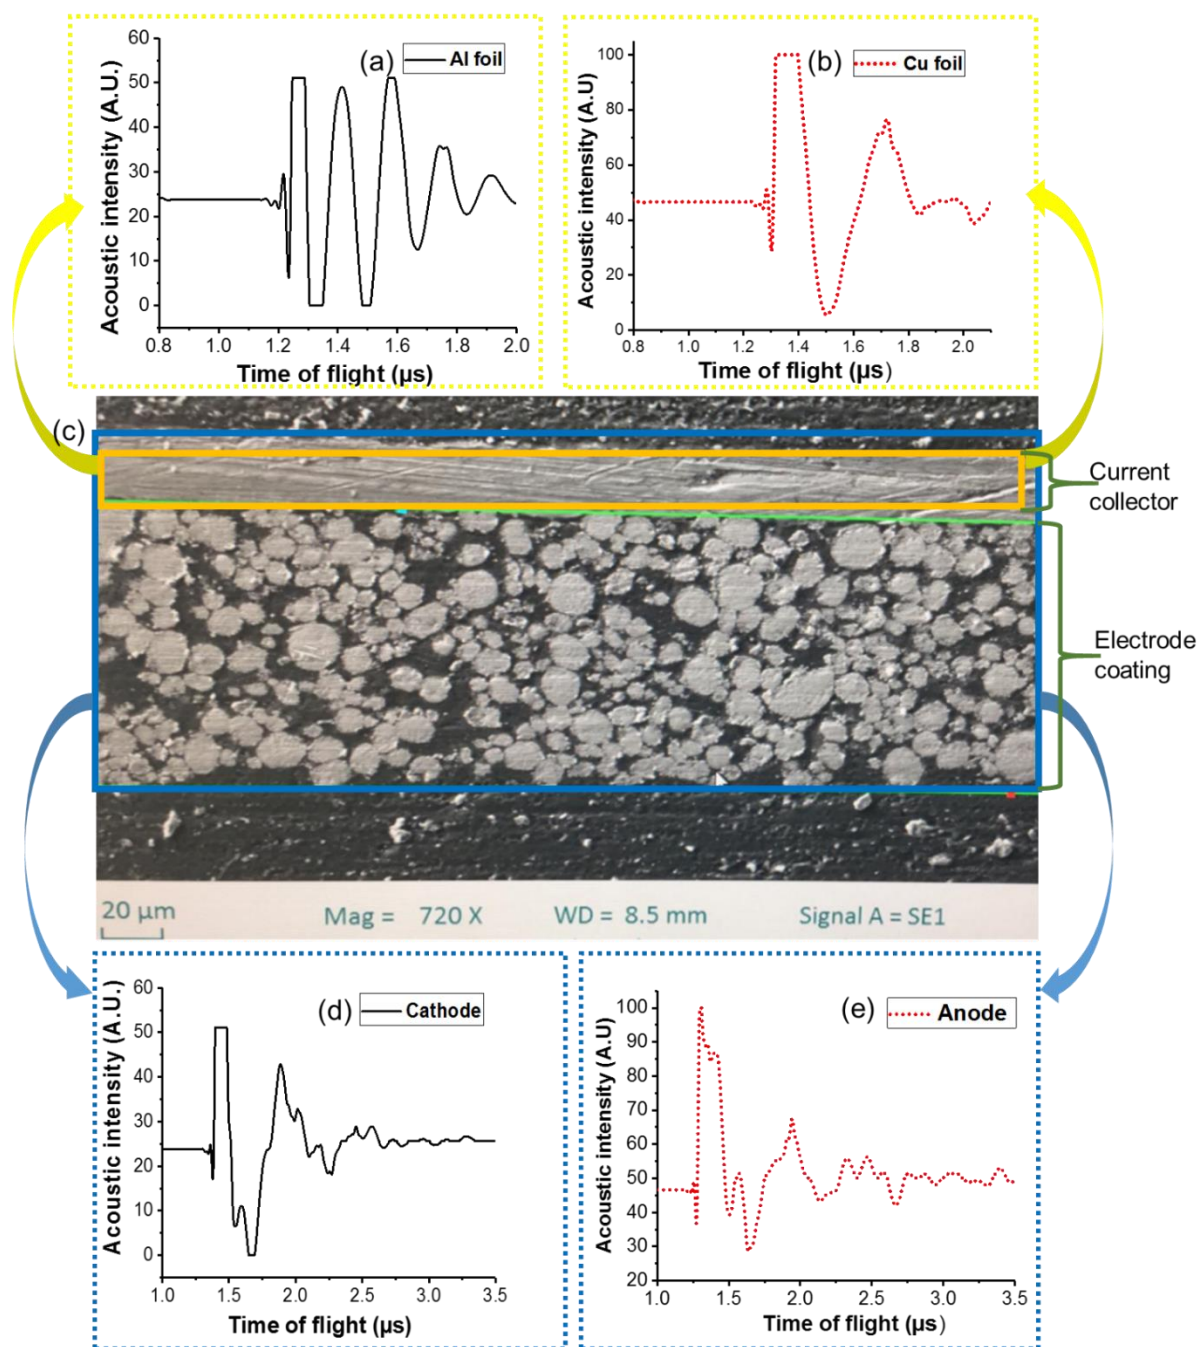 (a)
Al foil
Acoustic intensity (A.U.)
60
50
40
30
20
10
0
0.8 1.0 1.2 1.4 1.6 1.8 2.0
Time of flight (µs)
(b)
Cu foil
Acoustic intensity (A.U)
100
80
60
40
20
0
0.8 1.0 1.2 1.4 1.6 1.8 2.0
Time of flight (µs)
(c)
Current
collector
Electrode
coating
20 µm
Mag = 720 X WD = 8.5 mm Signal A = SE1
(d)
Cathode
Acoustic intensity (A.U.)
60
50
40
30
20
10
0
1.0 1.5 2.0 2.5 3.0 3.5
Time of flight (µs)
(e)
Anode
Acoustic intensity (A.U)
100
90
80
70
60
50
40
30
20
1.0 1.5 2.0 2.5 3.0 3.5
Time of flight (µs)